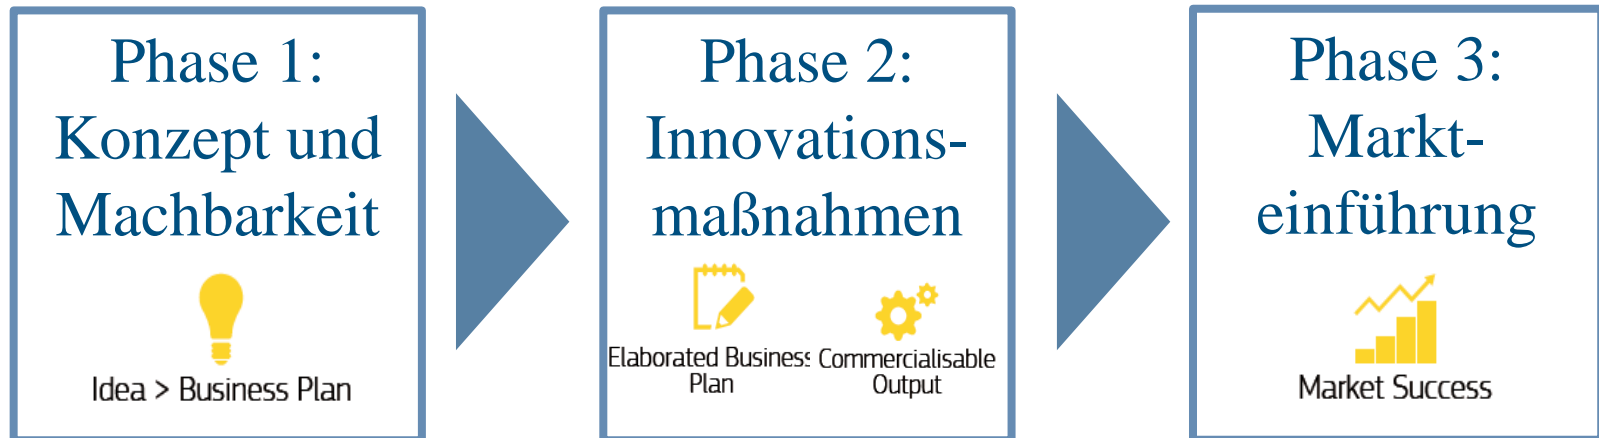 Phase 1:
Konzept und
Machbarkeit
Idea > Business Plan
Phase 2:
Innovations-
maßnahmen
Elaborated Business
Plan
Commercialisable
Output
Phase 3:
Markt-
einführung
Market Success